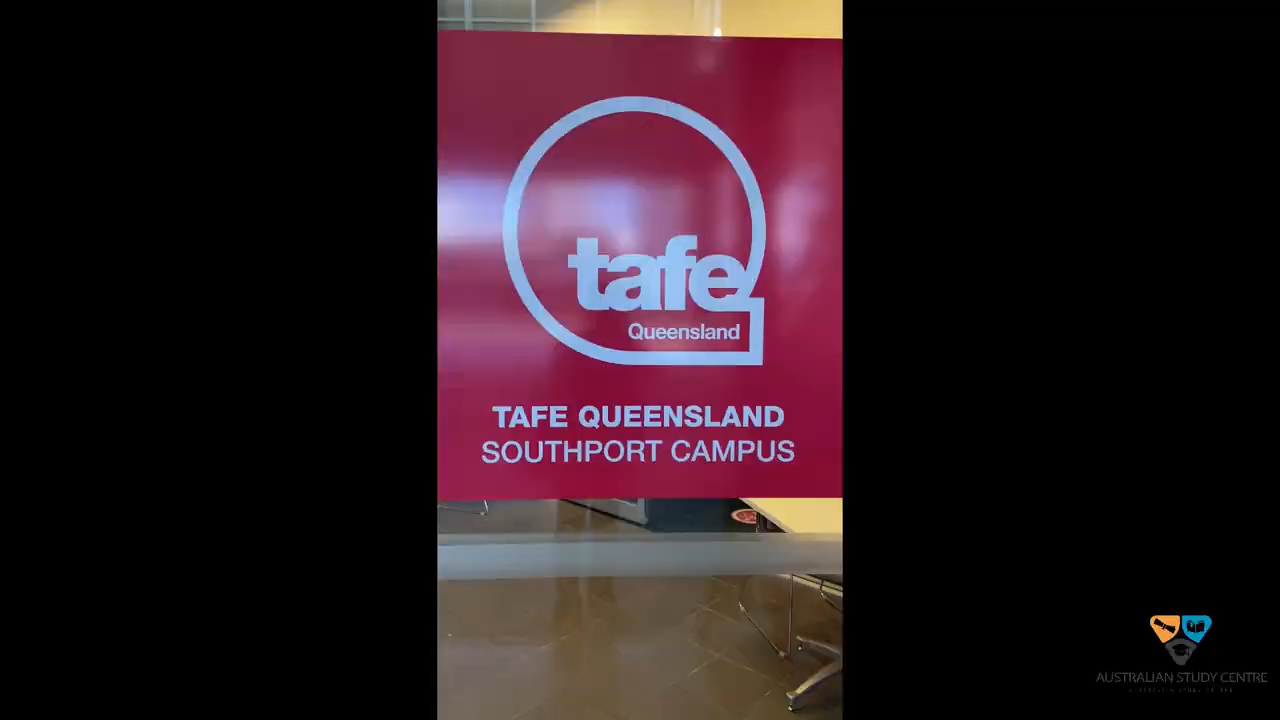 tafe
Queensland
TAFE QUEENSLAND
SOUTHPORT CAMPUS
AUSTRALIAN STUDY CENTRE